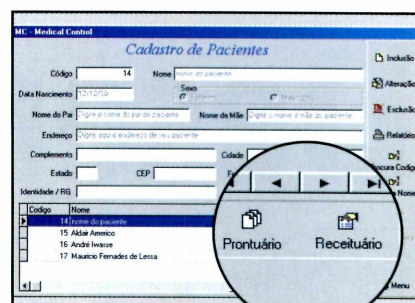 MC - Medical Control
Cadastro de Pacientes
Código 14 Nome nome do paciente
Data Nascimento 12/12/10 Sexo
Nome do Pai Digite o nome do pai do paciente Nome da Mãe Digite o nome a mãe do paciente
Endereço Digite aqui o endereço de seu paciente
Complemento Cidade
Estado CEP
Identidade / RG
Codigo Nome
14 nome do paciente
15 Aldair Americo
16 André Iwasse
17 Mauricio Fernades de Lessa
Inclusão
Alteração
Exclusão
Relatório
Procura Codigo
Nome
Prontuário Receituário
Menu